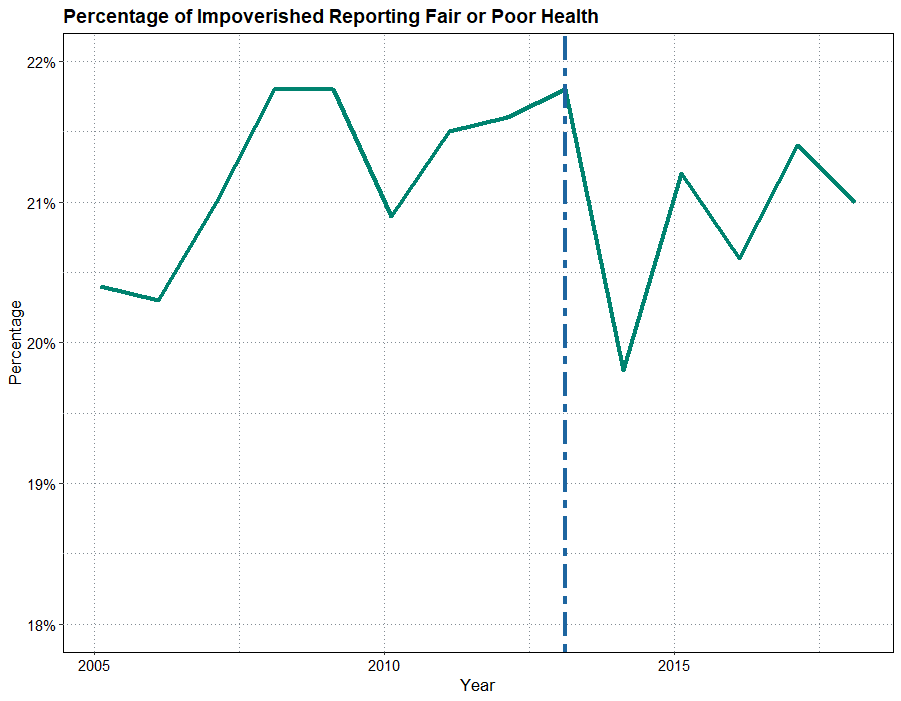 Percentage of Impoverished Reporting Fair or Poor Health
22%
21%
20%
19%
18%
Percentage
2005 2010 2015
Year